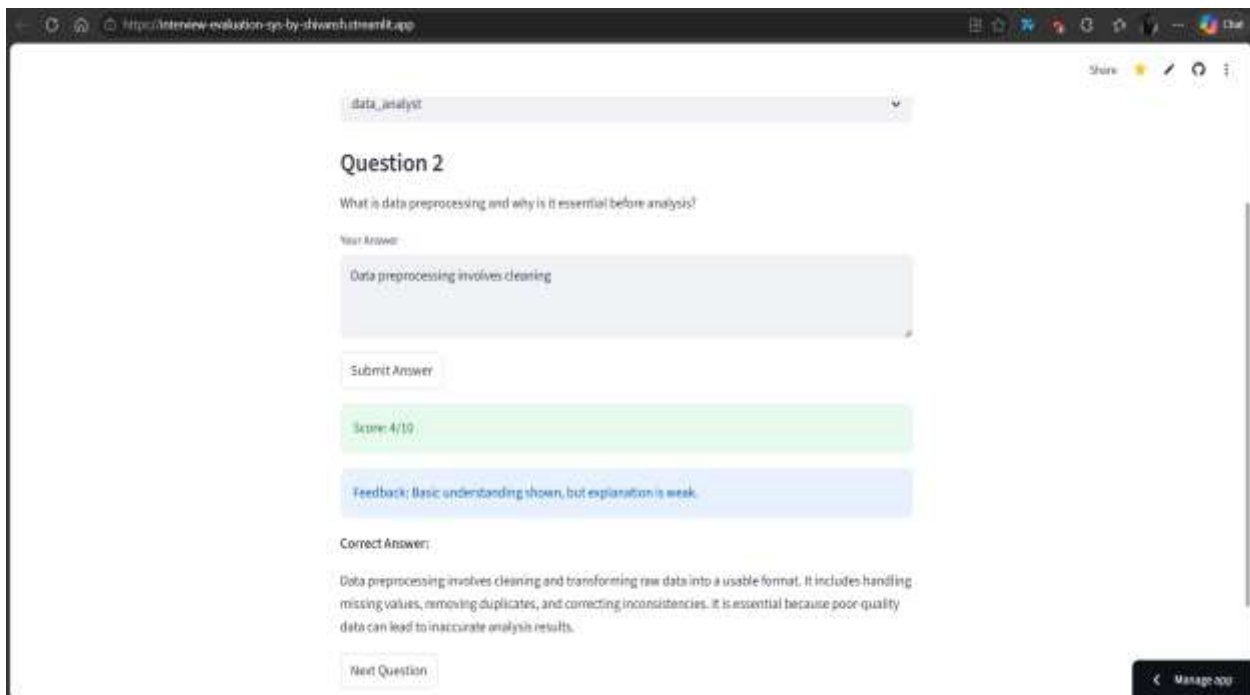 https://interview-evaluation-sys-by-shivansh.streamlit.app
Chat
Share
data_analyst
Question 2
What is data preprocessing and why is it essential before analysis?
Your Answer
Data preprocessing involves cleaning
Submit Answer
Score: 4/10
Feedback: Basic understanding shown, but explanation is weak.
Correct Answer:
Data preprocessing involves cleaning and transforming raw data into a usable format. It includes handling
missing values, removing duplicates, and correcting inconsistencies. It is essential because poor-quality
data can lead to inaccurate analysis results.
Next Question
Manage app